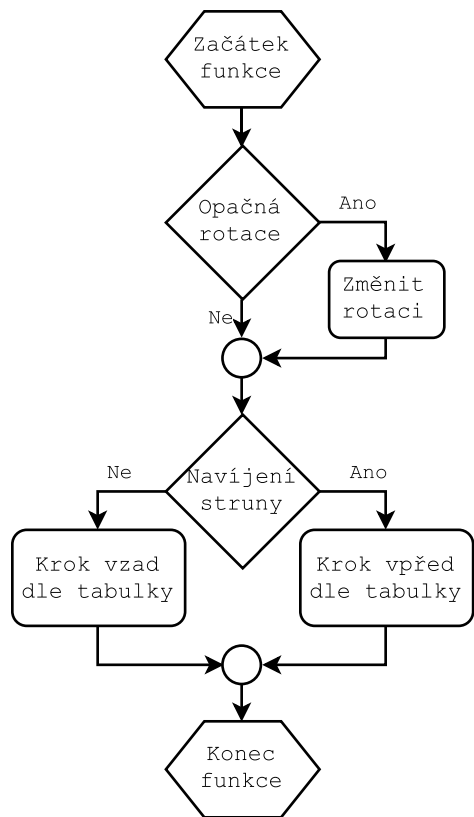 Začátek
funkce
Opačná
rotace
Ano
Změnit
rotaci
Ne
Navíjení
struny
Ne
Ano
Krok vzad
dle tabulky
Krok vpřed
dle tabulky
Konec
funkce